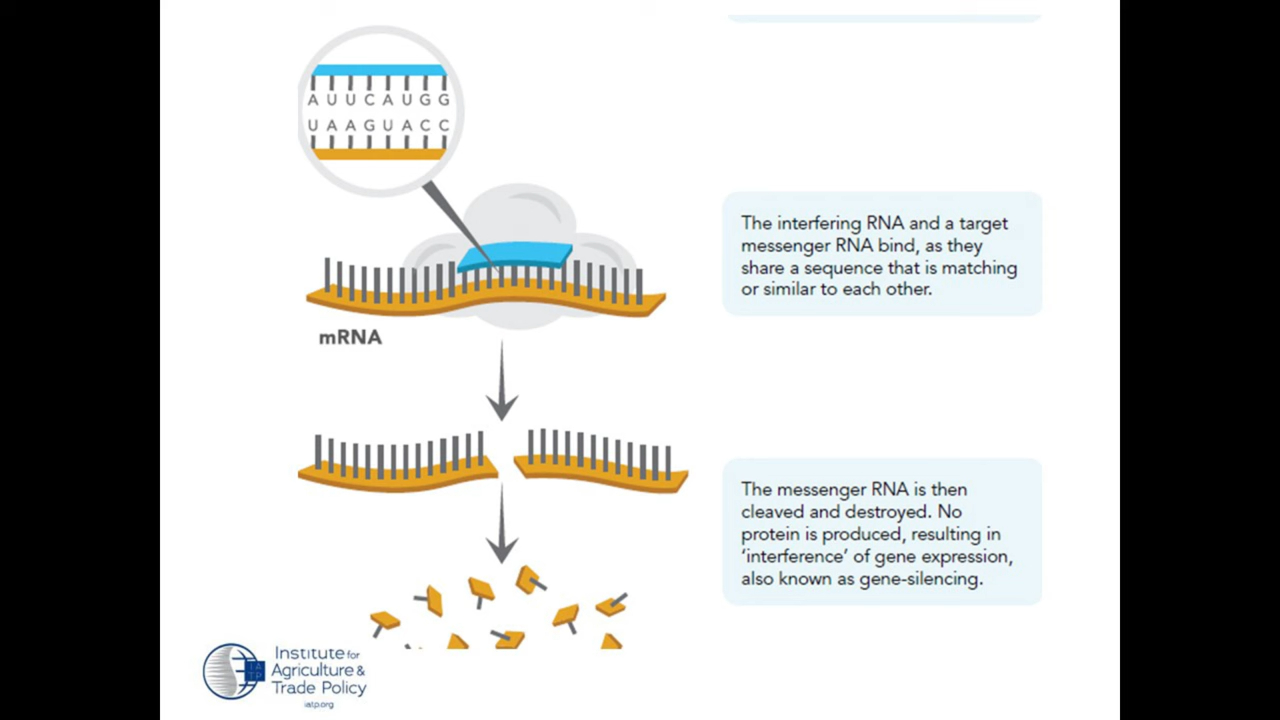 AUUCAUGG
UAAGUACC
The interfering RNA and a target
messenger RNA bind, as they
share a sequence that is matching
or similar to each other.
mRNA
The messenger RNA is then
cleaved and destroyed. No
protein is produced, resulting in
‘interference’ of gene expression,
also known as gene-silencing.
Institute for
Agriculture &
Trade Policy
iatp.org